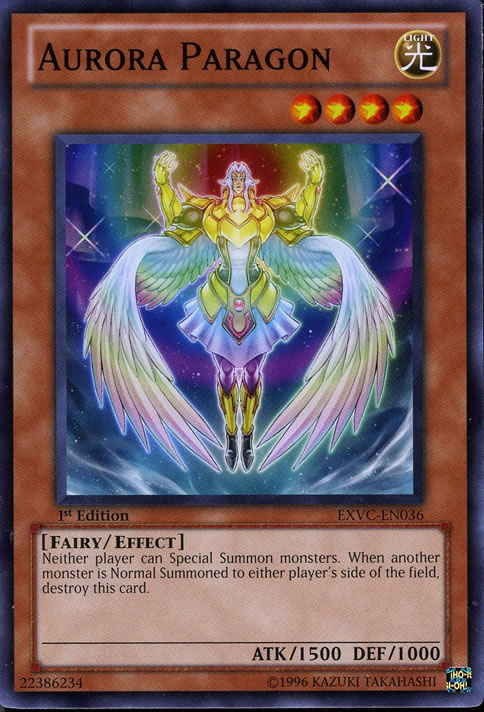 AURORA PARAGON
LIGHT
光
1st Edition
EXVC-EN036
[FAIRY/EFFECT]
Neither player can Special Summon monsters. When another
monster is Normal Summoned to either player's side of the field,
destroy this card.
ATK/1500 DEF/1000
22386234
©1996 KAZUKI TAKAHASHI